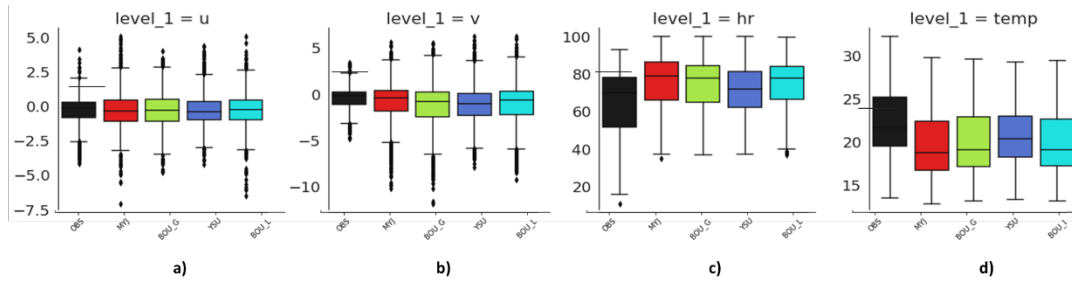 level_1 = u
5.0
2.5
0.0
−2.5
−5.0
−7.5
OBS
MYJ
BOU_G
YSU
BOU_L
a)
level_1 = v
5
0
−5
−10
OBS
MYJ
BOU_G
YSU
BOU_L
b)
level_1 = hr
100
80
60
40
20
OBS
MYJ
BOU_G
YSU
BOU_L
c)
level_1 = temp
30
25
20
15
OBS
MYJ
BOU_G
YSU
BOU_L
d)